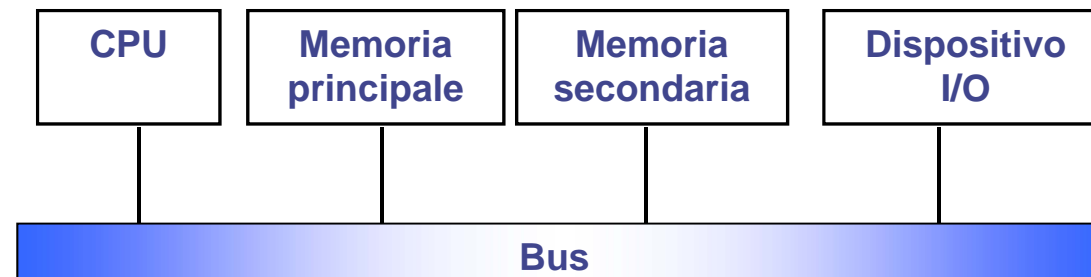 CPU
Memoria
principale
Memoria
secondaria
Dispositivo
I/O
Bus